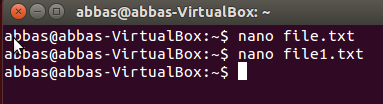 abbas@abbas-VirtualBox: ~
abbas@abbas-VirtualBox:~$ nano file.txt
abbas@abbas-VirtualBox:~$ nano file1.txt
abbas@abbas-VirtualBox:~$